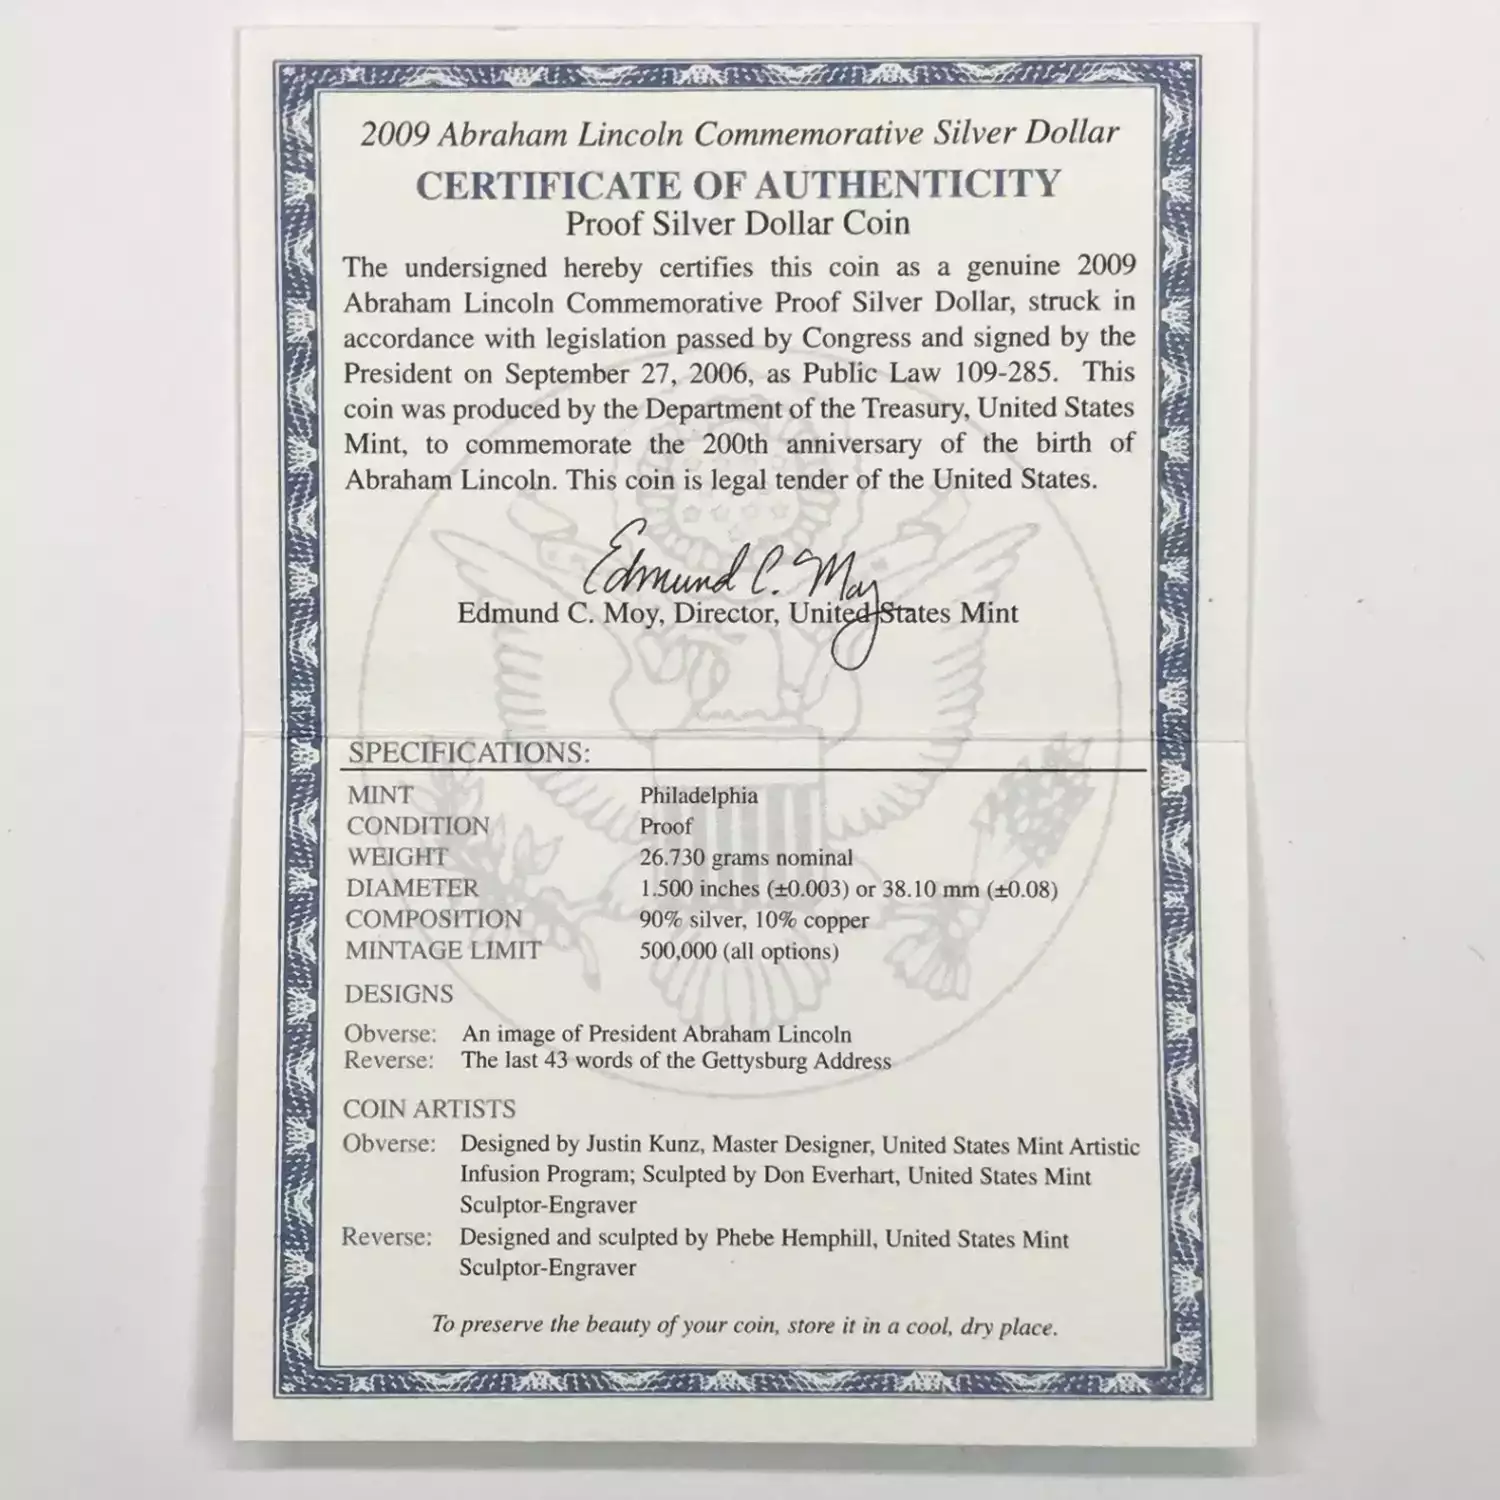 2009 Abraham Lincoln Commemorative Silver Dollar
CERTIFICATE OF AUTHENTICITY
Proof Silver Dollar Coin
The undersigned hereby certifies this coin as a genuine 2009
Abraham Lincoln Commemorative Proof Silver Dollar, struck in
accordance with legislation passed by Congress and signed by the
President on September 27, 2006, as Public Law 109-285. This
coin was produced by the Department of the Treasury, United States
Mint, to commemorate the 200th anniversary of the birth of
Abraham Lincoln. This coin is legal tender of the United States.
Edmund C. Moy
Edmund C. Moy, Director, United States Mint
SPECIFICATIONS:
MINT Philadelphia
CONDITION Proof
WEIGHT 26.730 grams nominal
DIAMETER 1.500 inches (±0.003) or 38.10 mm (±0.08)
COMPOSITION 90% silver, 10% copper
MINTAGE LIMIT 500,000 (all options)
DESIGNS
Obverse: An image of President Abraham Lincoln
Reverse: The last 43 words of the Gettysburg Address
COIN ARTISTS
Obverse: Designed by Justin Kunz, Master Designer, United States Mint Artistic
Infusion Program; Sculpted by Don Everhart, United States Mint
Sculptor-Engraver
Reverse: Designed and sculpted by Phebe Hemphill, United States Mint
Sculptor-Engraver
To preserve the beauty of your coin, store it in a cool, dry place.